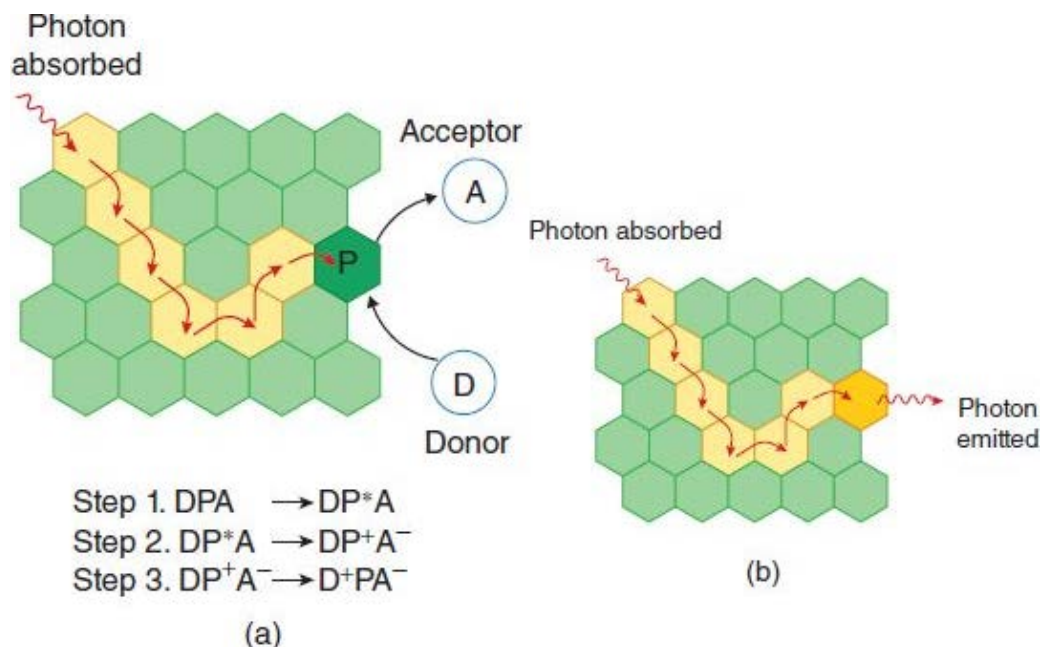 Photon
absorbed
Acceptor
A
P
D
Donor
Step 1. DPA → DP*A
Step 2. DP*A → DP⁺A⁻
Step 3. DP⁺A⁻ → D⁺PA⁻
(a)
Photon absorbed
Photon
emitted
(b)